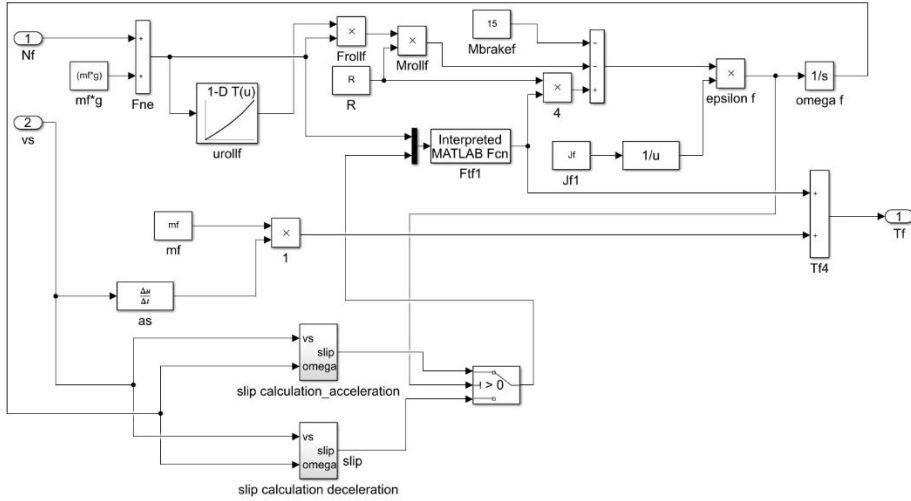 1
Nf
(mf*g)
mf*g
+
+
Fne
2
vs
1-D T(u)
urollf
×
Frollf
×
Mrollf
R
R
15
Mbrakef
×
4
−
−
+
×
epsilon f
1/s
omega f
Interpreted
MATLAB Fcn
Ftf1
Jf
Jf1
1/u
+
+
Tf4
1
Tf
mf
mf
×
1
Δu
Δt
as
vs
slip
omega
slip calculation_acceleration
> 0
vs
slip
omega
slip
slip calculation deceleration